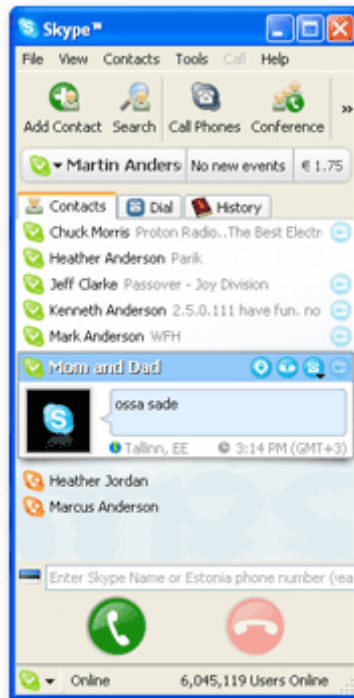 Skype™
File View Contacts Tools Call Help
Add Contact Search Call Phones Conference »
Martin Anders No new events € 1.75
Contacts Dial History
Chuck Morris Proton Radio..The Best Electr
Heather Anderson Parik
Jeff Clarke Passover - Joy Division
Kenneth Anderson 2.5.0.111 have fun. no
Mark Anderson WFH
Mom and Dad
ossa sade
Tallinn, EE 3:14 PM (GMT+3)
Heather Jordan
Marcus Anderson
Enter Skype Name or Estonia phone number
Online 6,045,119 Users Online